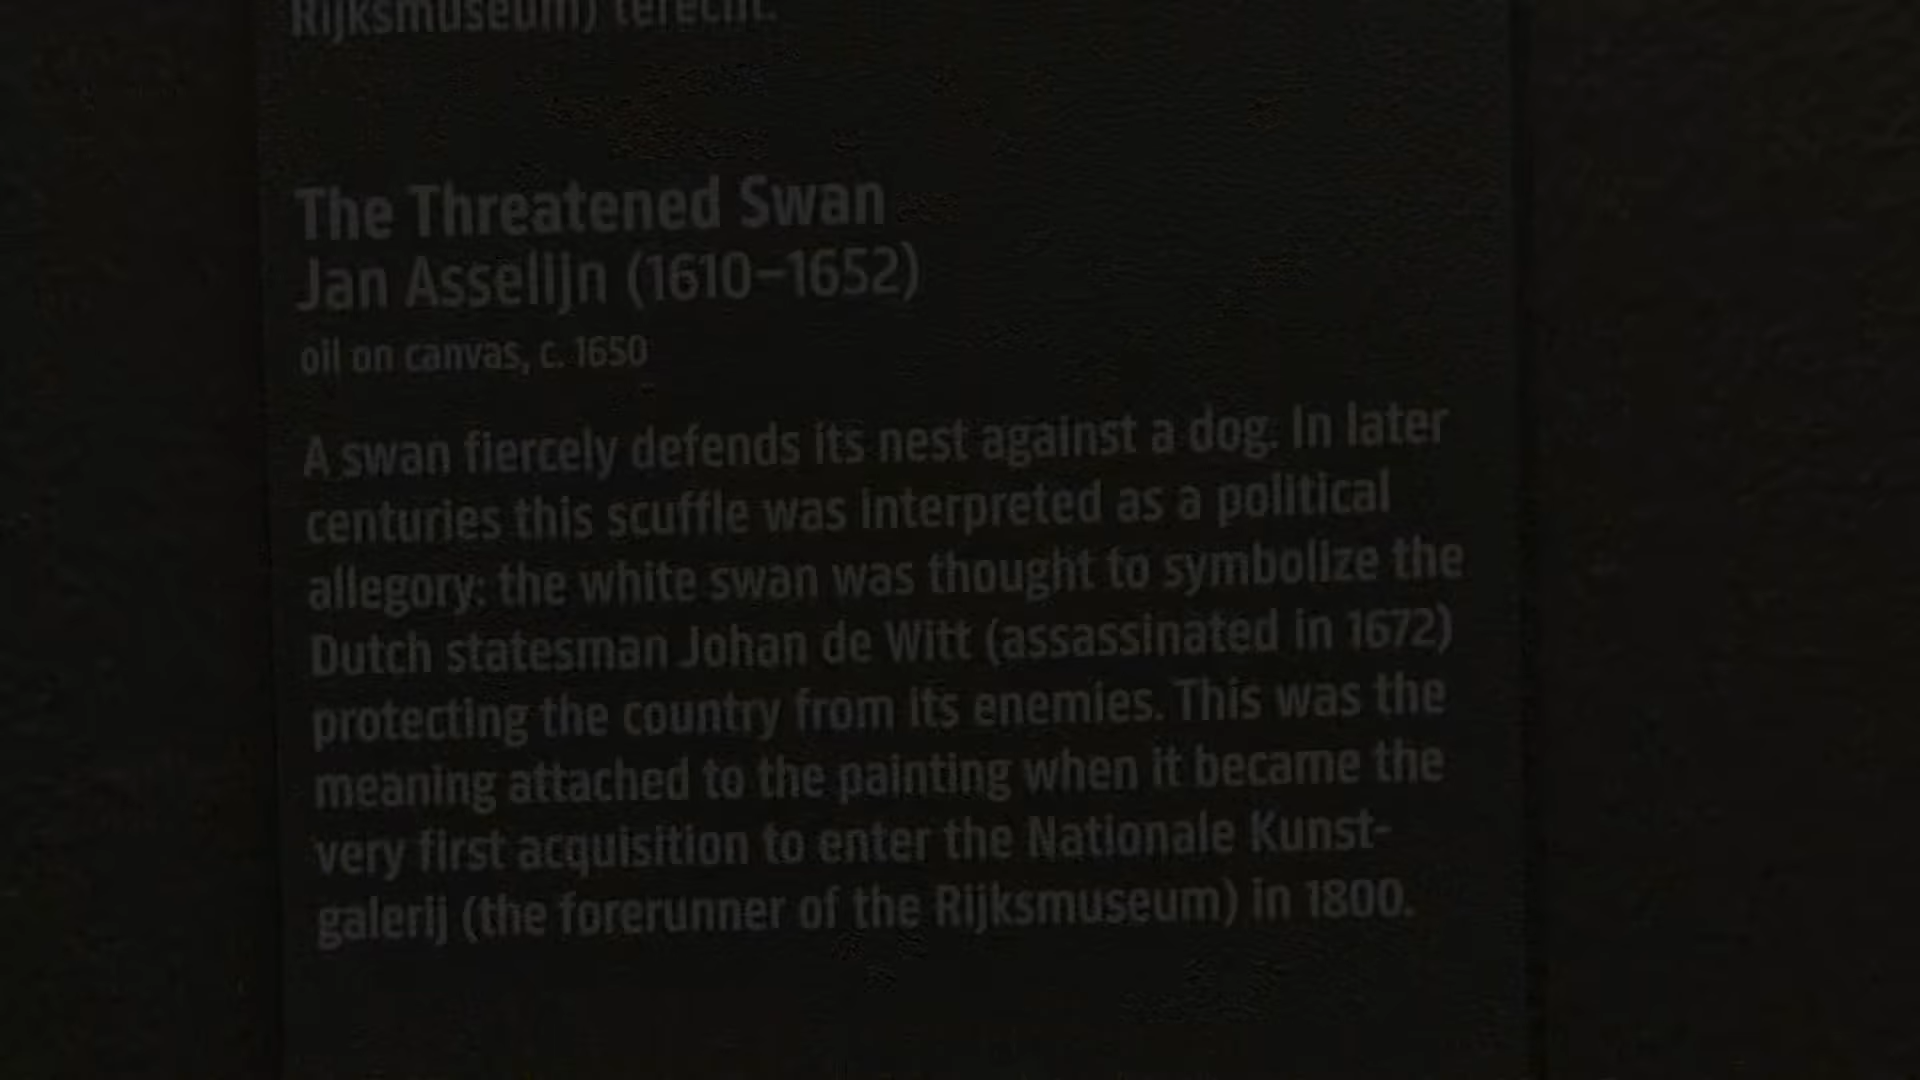 Rijksmuseum) terecht.
The Threatened Swan
Jan Asselijn (1610–1652)
oil on canvas, c. 1650
A swan fiercely defends its nest against a dog. In later
centuries this scuffle was interpreted as a political
allegory: the white swan was thought to symbolize the
Dutch statesman Johan de Witt (assassinated in 1672)
protecting the country from its enemies. This was the
meaning attached to the painting when it became the
very first acquisition to enter the Nationale Kunst-
galerij (the forerunner of the Rijksmuseum) in 1800.